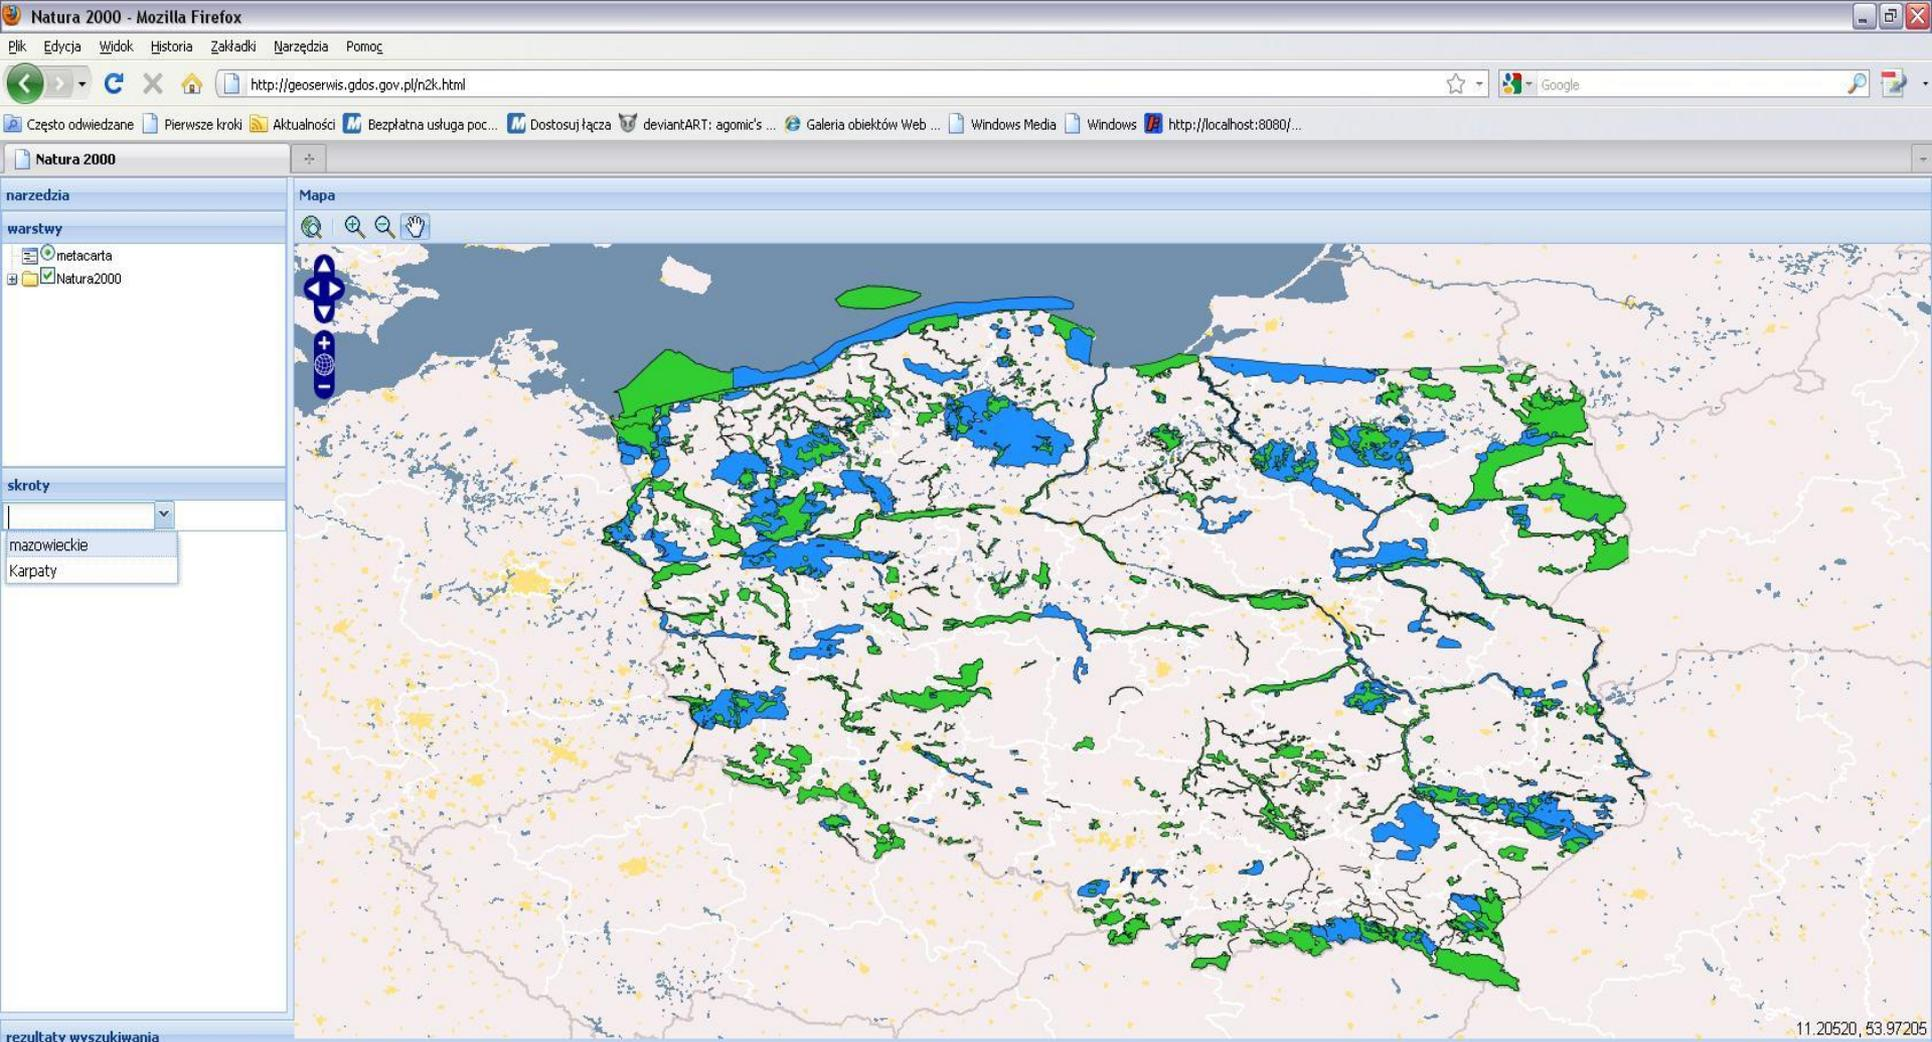 Natura 2000 - Mozilla Firefox
Plik Edycja Widok Historia Zakładki Narzędzia Pomoc
http://geoserwis.gdos.gov.pl/n2k.html
Google
Często odwiedzane Pierwsze kroki Aktualności Bezpłatna usługa poc... Dostosuj łącza deviantART: agomic's ... Galeria obiektów Web ... Windows Media Windows http://localhost:8080/...
Natura 2000
narzedzia
Mapa
warstwy
metacarta
Natura2000
skroty
mazowieckie
Karpaty
rezultaty wyszukiwania
11.20520, 53.97205